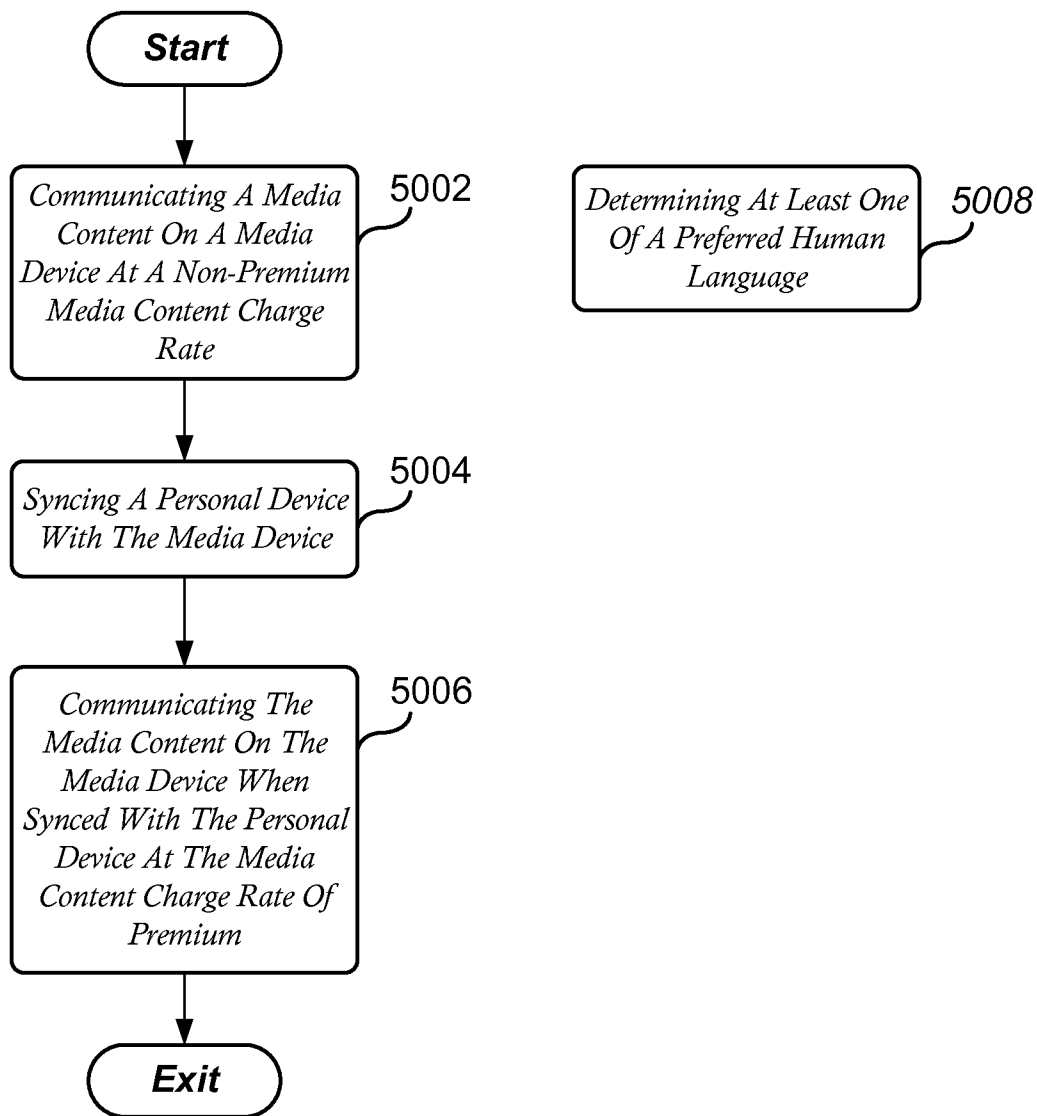 Start
Communicating A Media
Content On A Media
Device At A Non-Premium
Media Content Charge
Rate
5002
Determining At Least One
Of A Preferred Human
Language
5008
Syncing A Personal Device
With The Media Device
5004
Communicating The
Media Content On The
Media Device When
Synced With The Personal
Device At The Media
Content Charge Rate Of
Premium
5006
Exit